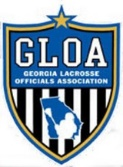 GLOA
GEORGIA LACROSSE
OFFICIALS ASSOCIATION